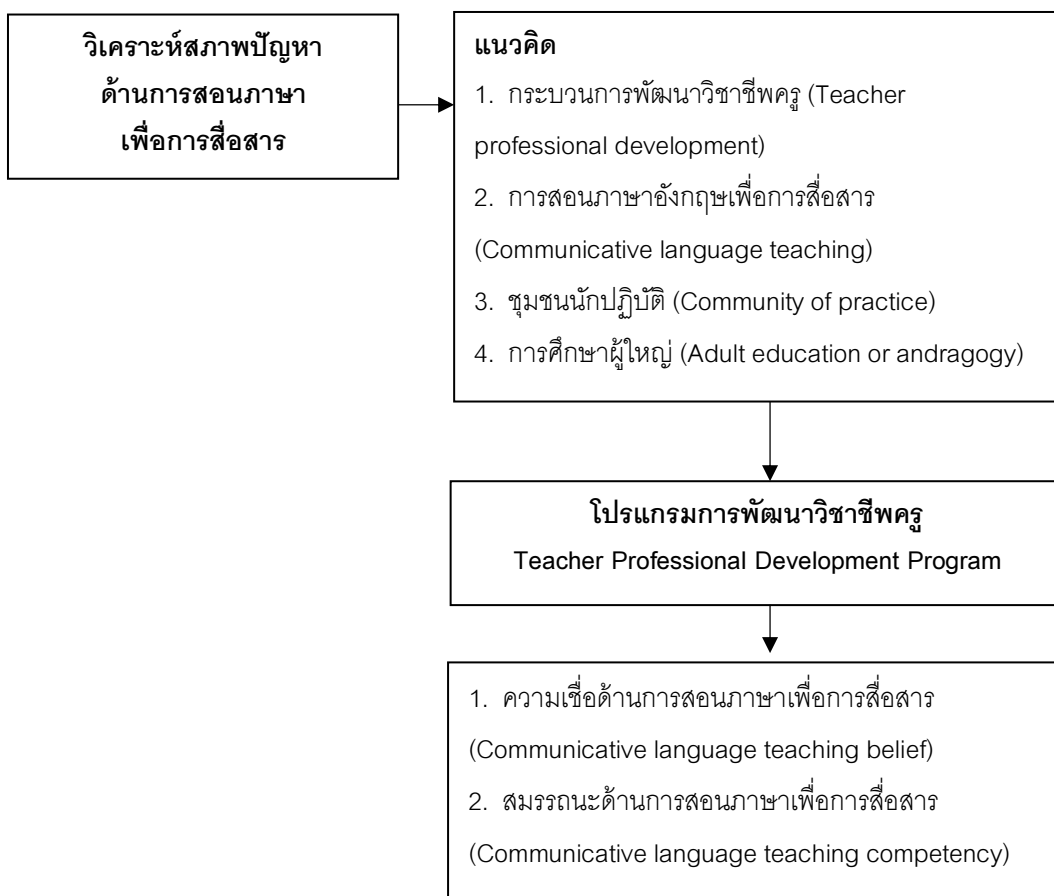 วิเคราะห์สภาพปัญหา
ด้านการสอนภาษา
เพื่อการสื่อสาร
แนวคิด
1. กระบวนการพัฒนาวิชาชีพครู (Teacher
professional development)
2. การสอนภาษาอังกฤษเพื่อการสื่อสาร
(Communicative language teaching)
3. ชุมชนนักปฏิบัติ (Community of practice)
4. การศึกษาผู้ใหญ่ (Adult education or andragogy)
โปรแกรมการพัฒนาวิชาชีพครู
Teacher Professional Development Program
1. ความเชื่อด้านการสอนภาษาเพื่อการสื่อสาร
(Communicative language teaching belief)
2. สมรรถนะด้านการสอนภาษาเพื่อการสื่อสาร
(Communicative language teaching competency)